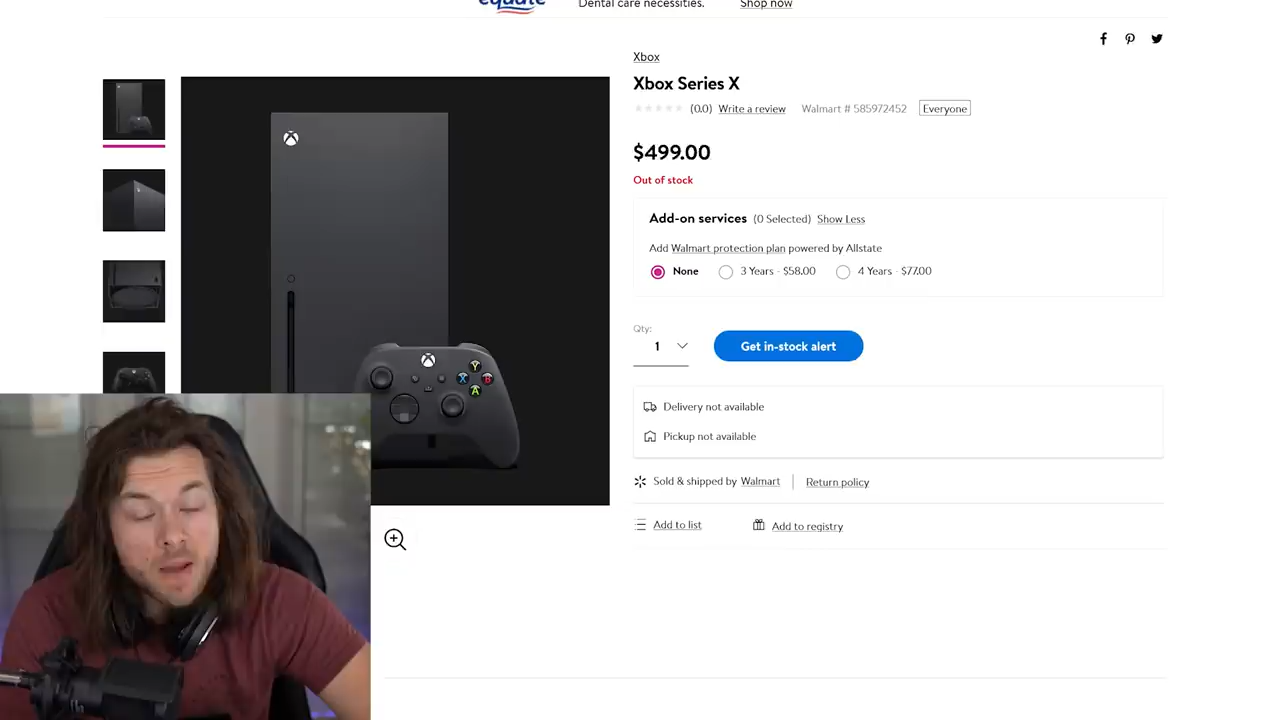 equate
Dental care necessities.
Shop now
Xbox
Xbox Series X
(0.0) Write a review Walmart # 585972452 Everyone
$499.00
Out of stock
Add-on services (0 Selected) Show Less
Add Walmart protection plan powered by Allstate
None 3 Years - $58.00 4 Years - $77.00
Qty:
1
Get in-stock alert
Delivery not available
Pickup not available
Sold & shipped by Walmart Return policy
Add to list Add to registry
Y
X B
A